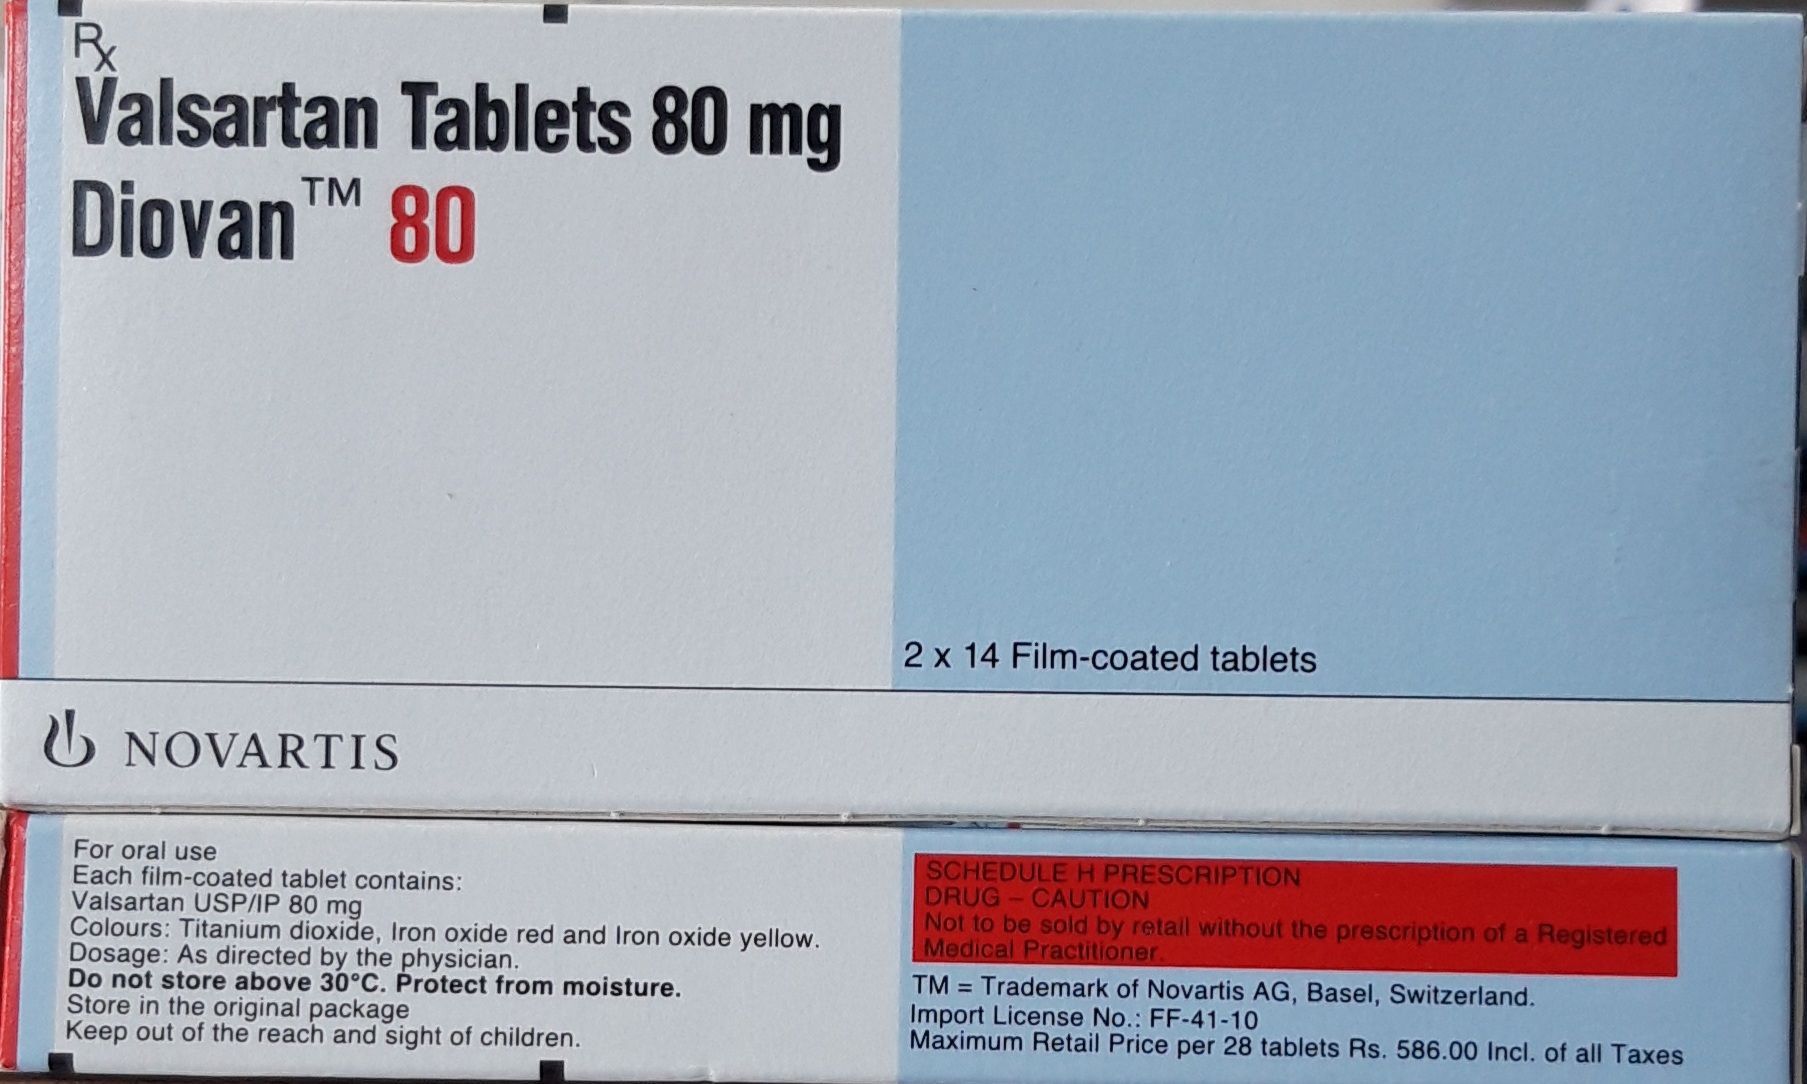 Rx
Valsartan Tablets 80 mg
Diovan™ 80
2 x 14 Film-coated tablets
NOVARTIS
For oral use
Each film-coated tablet contains:
Valsartan USP/IP 80 mg
Colours: Titanium dioxide, Iron oxide red and Iron oxide yellow.
Dosage: As directed by the physician.
Do not store above 30°C. Protect from moisture.
Store in the original package
Keep out of the reach and sight of children.
SCHEDULE H PRESCRIPTION
DRUG – CAUTION
Not to be sold by retail without the prescription of a Registered
Medical Practitioner.
TM = Trademark of Novartis AG, Basel, Switzerland.
Import License No.: FF-41-10
Maximum Retail Price per 28 tablets Rs. 586.00 Incl. of all Taxes